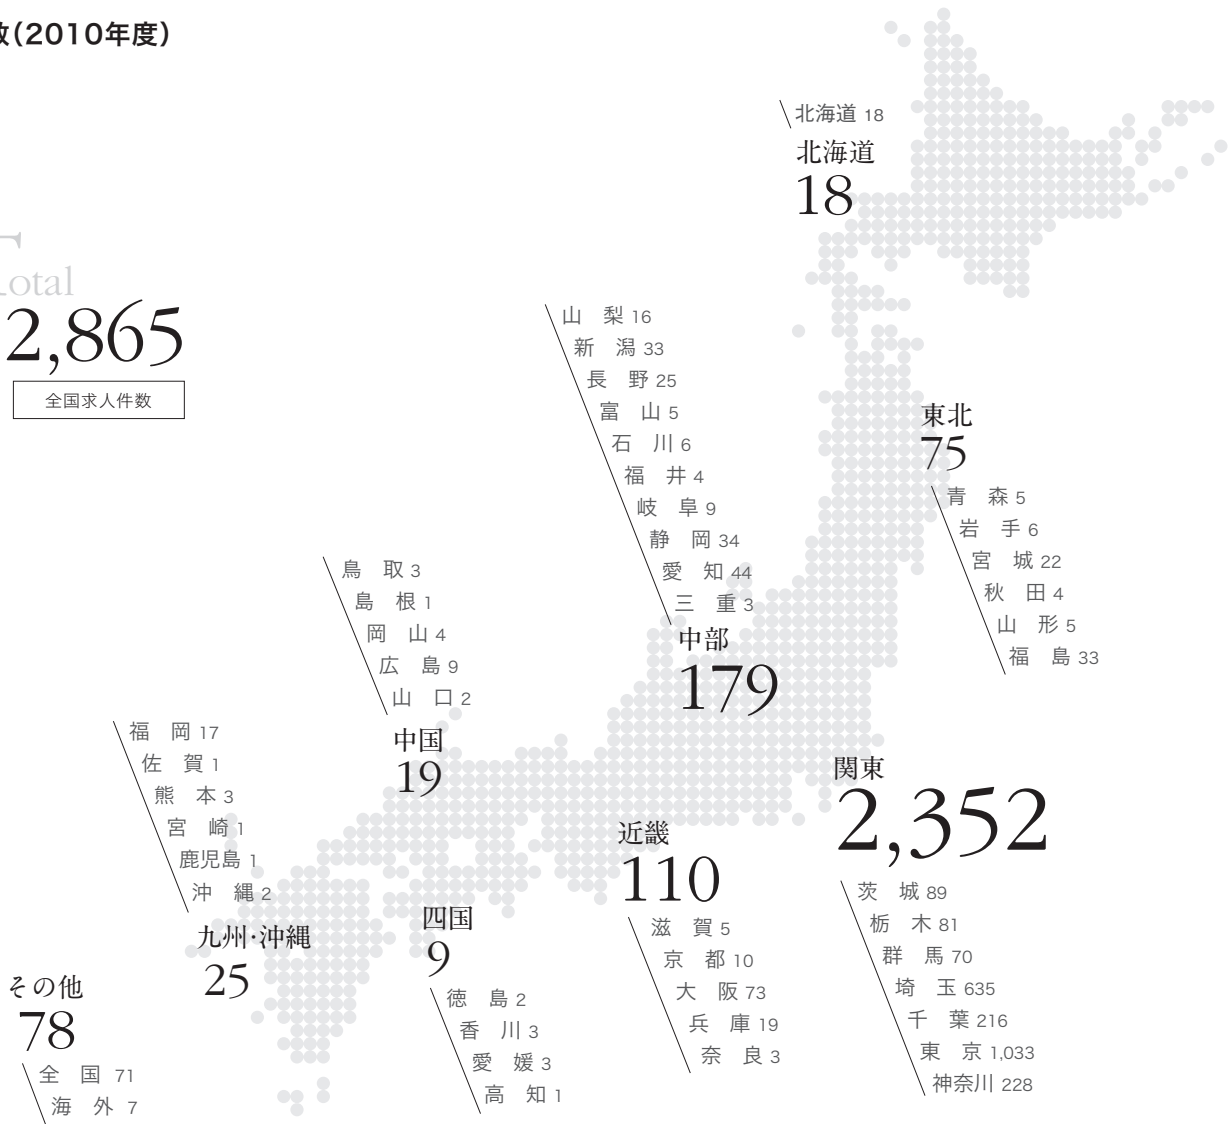 数(2010年度)
北海道 18
北海道
18
Total
2,865
全国求人件数
山 梨 16
新 潟 33
長 野 25
富 山 5
石 川 6
福 井 4
岐 阜 9
静 岡 34
愛 知 44
三 重 3
中部
179
東北
75
青 森 5
岩 手 6
宮 城 22
秋 田 4
山 形 5
福 島 33
鳥 取 3
島 根 1
岡 山 4
広 島 9
山 口 2
中国
19
福 岡 17
佐 賀 1
熊 本 3
宮 崎 1
鹿児島 1
沖 縄 2
九州・沖縄
25
関東
2,352
茨 城 89
栃 木 81
群 馬 70
埼 玉 635
千 葉 216
東 京 1,033
神奈川 228
近畿
110
滋 賀 5
京 都 10
大 阪 73
兵 庫 19
奈 良 3
四国
9
徳 島 2
香 川 3
愛 媛 3
高 知 1
その他
78
全 国 71
海 外 7